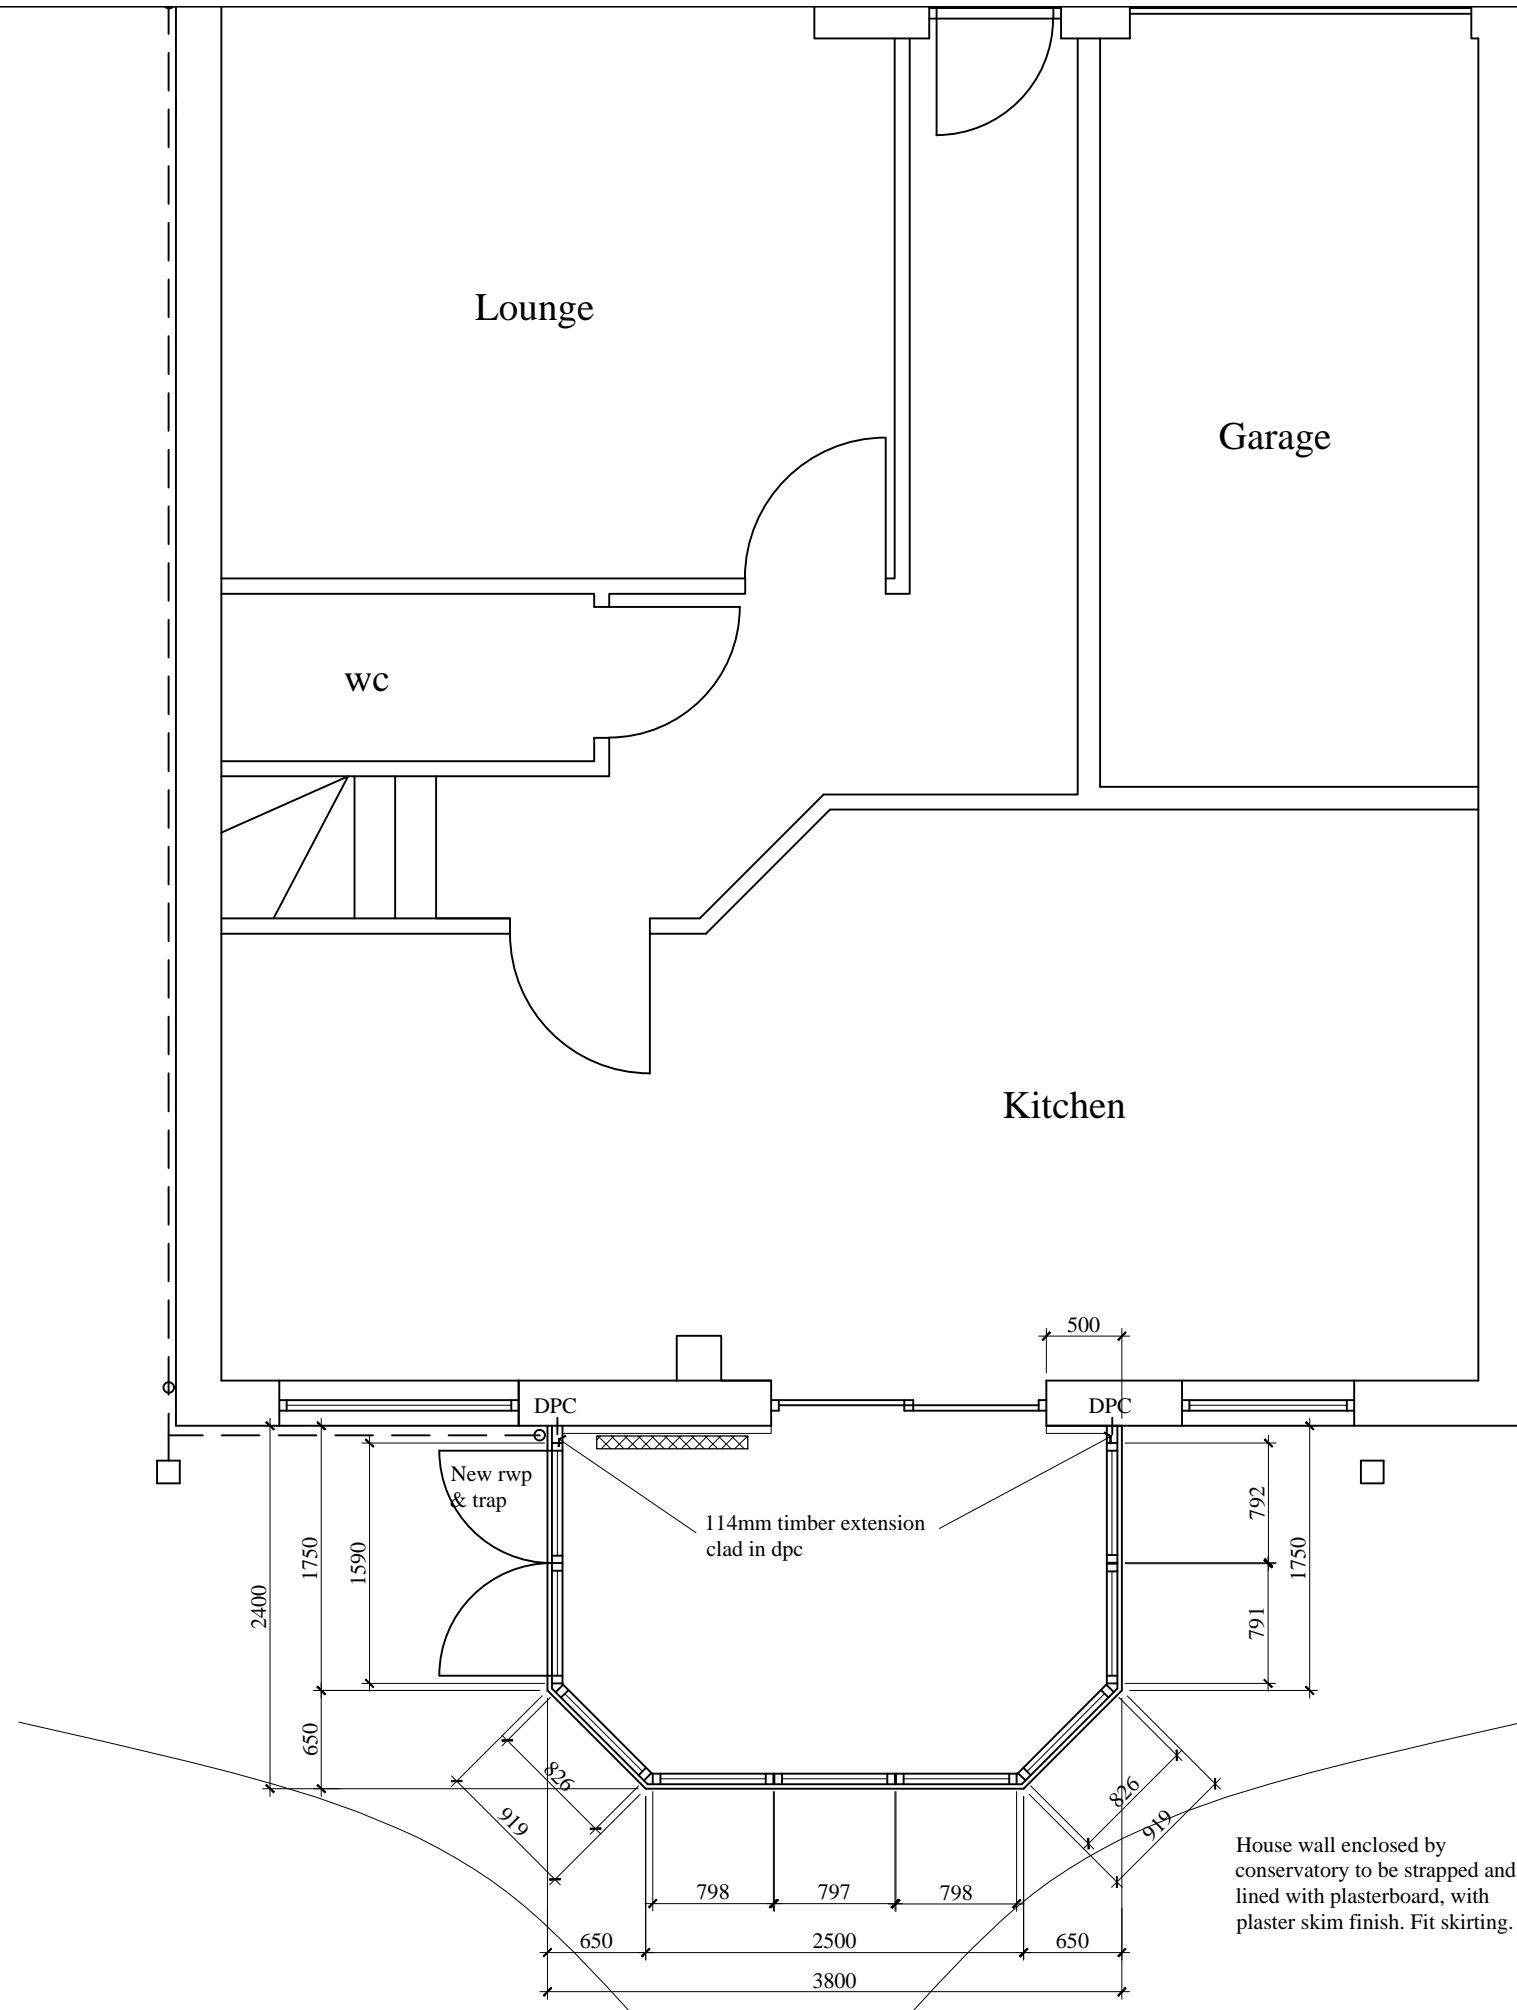 Lounge
Garage
wc
Kitchen
500
DPC
DPC
New rwp
& trap
114mm timber extension
clad in dpc
792
791
1750
1590
1750
2400
650
826
919
826
919
798
797
798
650
2500
650
3800
House wall enclosed by
conservatory to be strapped and
lined with plasterboard, with
plaster skim finish. Fit skirting.